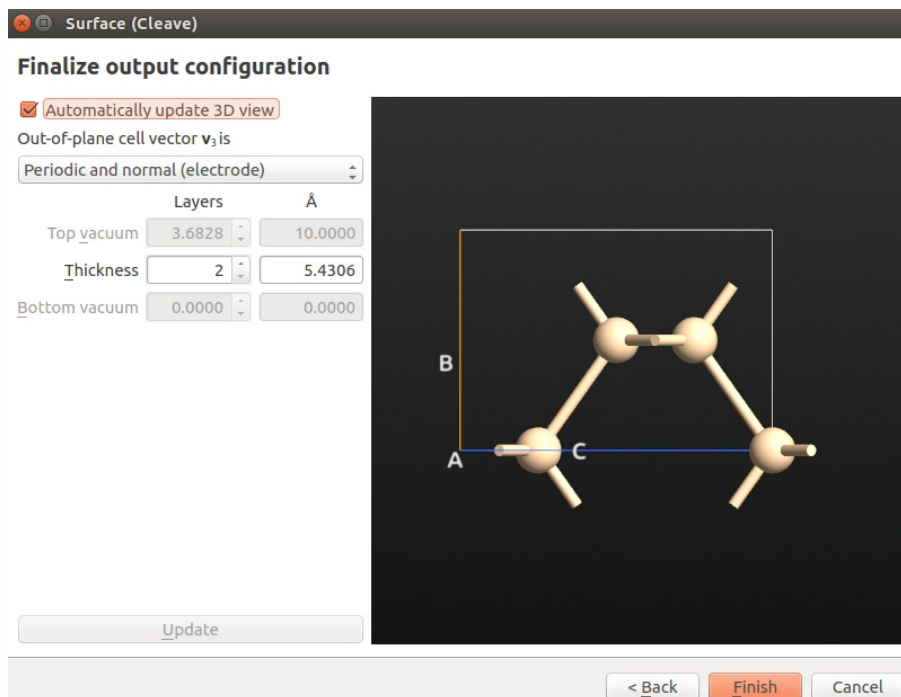 Surface (Cleave)
Finalize output configuration
Automatically update 3D view
Out-of-plane cell vector v₃ is
Periodic and normal (electrode)
Layers Å
Top vacuum 3.6828 10.0000
Thickness 2 5.4306
Bottom vacuum 0.0000 0.0000
B
A C
Update
< Back Finish Cancel